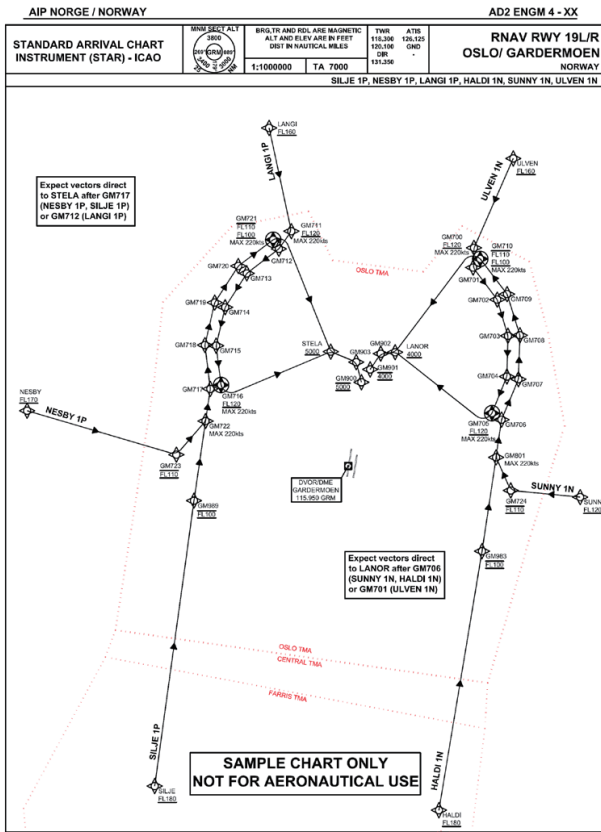 AIP NORGE / NORWAY
AD2 ENGM 4 - XX
STANDARD ARRIVAL CHART
INSTRUMENT (STAR) - ICAO
MNM SECT ALT
3800
GRM
25
NM
BRG,TR AND RDL ARE MAGNETIC
ALT AND ELEV ARE IN FEET
DIST IN NAUTICAL MILES
1:1000000
TA 7000
TWR
118,300
120,100
DIR
131,350
ATIS
126,125
GND
-
RNAV RWY 19L/R
OSLO/ GARDERMOEN
NORWAY
SILJE 1P, NESBY 1P, LANGI 1P, HALDI 1N, SUNNY 1N, ULVEN 1N
LANGI
FL160
LANGI 1P
ULVEN
FL160
ULVEN 1N
Expect vectors direct
to STELA after GM717
(NESBY 1P, SILJE 1P)
or GM712 (LANGI 1P)
GM721
FL110
FL100
MAX 220kts
GM711
FL120
MAX 220kts
GM712
GM720
GM713
GM719
GM714
GM718
GM715
GM717
GM716
FL120
MAX 220kts
GM722
MAX 220kts
OSLO TMA
GM700
FL120
MAX 220kts
GM710
FL110
FL100
MAX 220kts
GM701
GM702
GM709
GM703
GM708
GM704
GM707
GM705
FL120
MAX 220kts
GM706
STELA
5000
GM903
GM902
LANOR
4000
GM901
4000
GM900
5000
NESBY
FL170
NESBY 1P
GM723
FL110
GM801
MAX 220kts
SUNNY 1N
SUNN
FL120
GM724
FL110
DVOR/DME
GARDERMOEN
115.950 GRM
GM989
FL100
GM983
FL100
Expect vectors direct
to LANOR after GM706
(SUNNY 1N, HALDI 1N)
or GM701 (ULVEN 1N)
OSLO TMA
CENTRAL TMA
FARRIS TMA
SILJE 1P
SILJE
FL180
HALDI 1N
HALDI
FL180
SAMPLE CHART ONLY
NOT FOR AERONAUTICAL USE